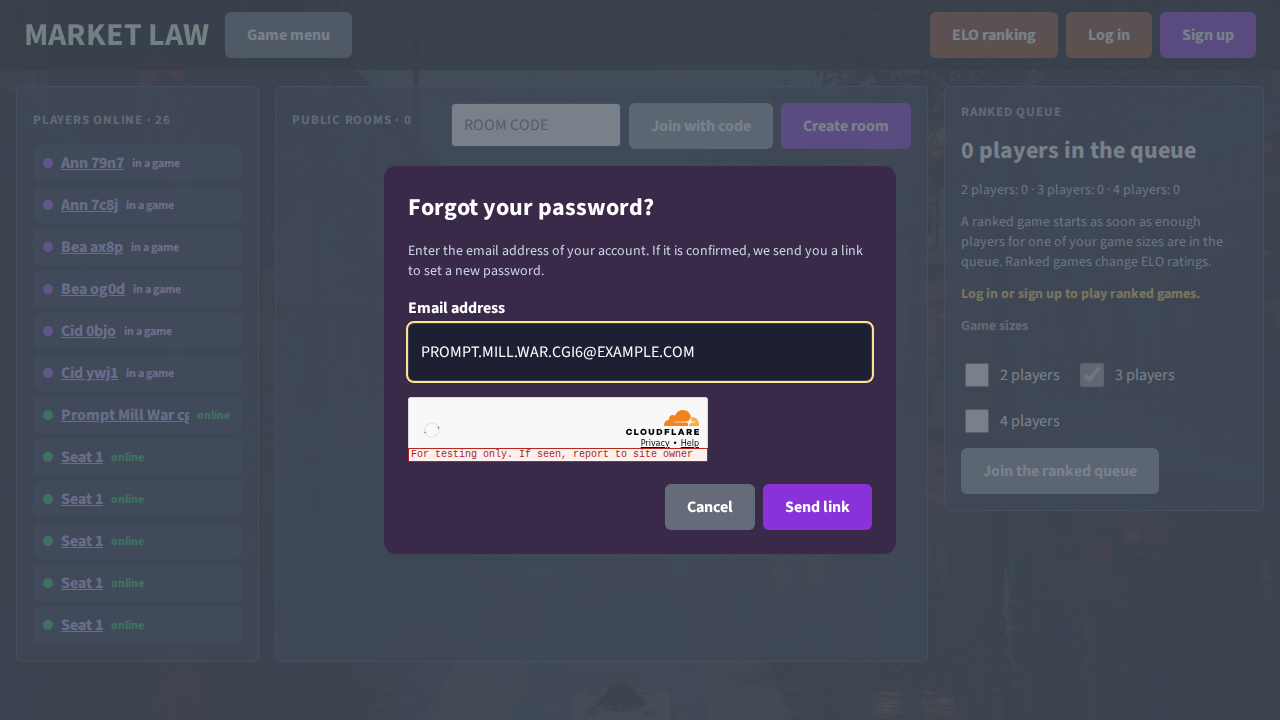 MARKET LAW
Game menu
ELO ranking
Log in
Sign up
PLAYERS ONLINE · 26
Ann 79n7 in a game
Ann 7c8j in a game
Bea ax8p in a game
Bea og0d in a game
Cid 0bjo in a game
Cid ywj1 in a game
Prompt Mill War cg online
Seat 1 online
Seat 1 online
Seat 1 online
Seat 1 online
Seat 1 online
PUBLIC ROOMS · 0
ROOM CODE
Join with code
Create room
Forgot your password?
Enter the email address of your account. If it is confirmed, we send you a link
to set a new password.
Email address
PROMPT.MILL.WAR.CGI6@EXAMPLE.COM
CLOUDFLARE
Privacy • Help
For testing only. If seen, report to site owner
Cancel
Send link
RANKED QUEUE
0 players in the queue
2 players: 0 · 3 players: 0 · 4 players: 0
A ranked game starts as soon as enough
players for one of your game sizes are in the
queue. Ranked games change ELO ratings.
Log in or sign up to play ranked games.
Game sizes
2 players
3 players
4 players
Join the ranked queue